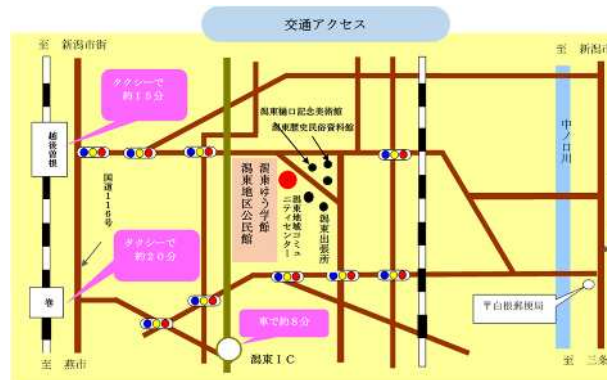 交通アクセス
至 新潟市街
至 新潟市
タクシーで
約15分
潟東樋口記念美術館
潟東歴史民俗資料館
越後曽根
中ノ口川
国道116号
潟東ゆう学館
潟東地区公民館
潟東地域コミュ
ニティセンター
潟東出張所
タクシーで
約20分
巻
車で約8分
〒白根郵便局
潟東IC
至 燕市
至 三条